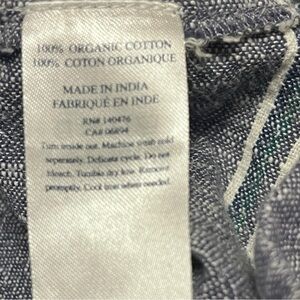 100% ORGANIC COTTON
100% COTON ORGANIQUE
MADE IN INDIA
FABRIQUÉ EN INDE
RN# 140476
CA# 06894
Turn inside out. Machine wash cold
separately. Delicate cycle. Do not
bleach. Tumble dry low. Remove
promptly. Cool iron when needed.